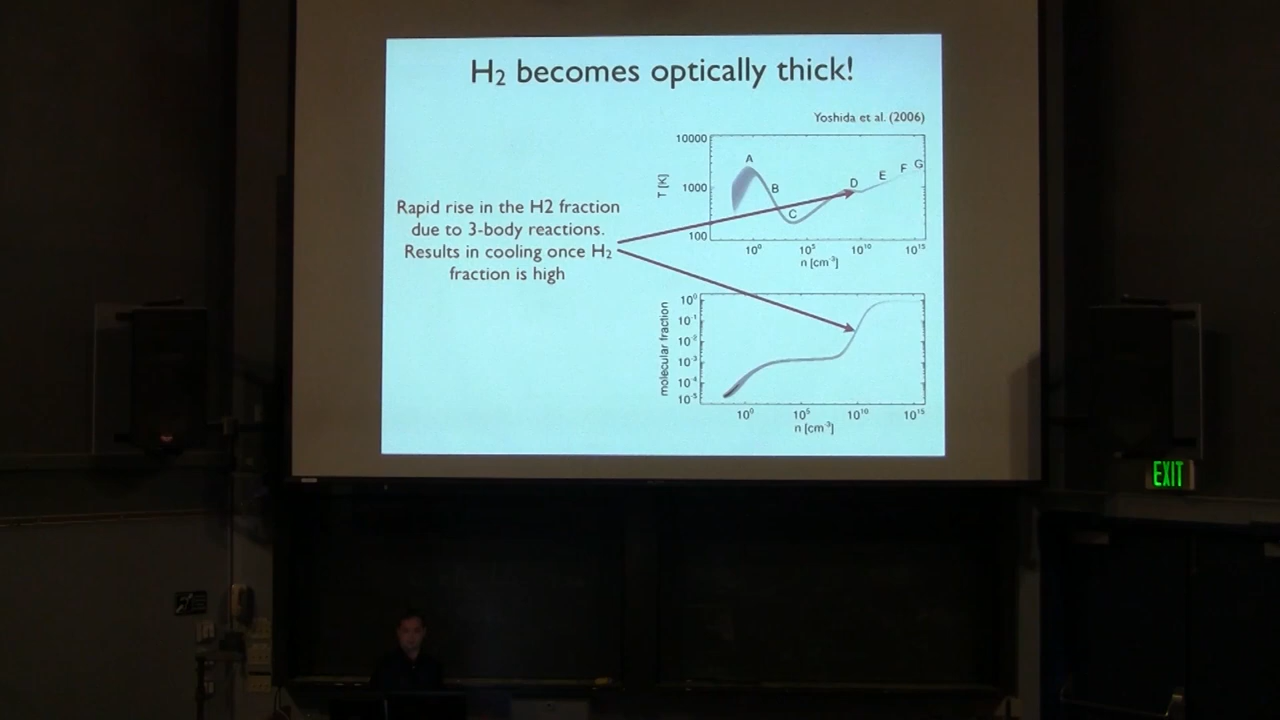 H₂ becomes optically thick!
Yoshida et al. (2006)
Rapid rise in the H2 fraction
due to 3-body reactions.
Results in cooling once H₂
fraction is high
10000
1000
100
T [K]
A
B
C
D
E
F
G
10⁰
10⁵
10¹⁰
10¹⁵
n [cm⁻³]
molecular fraction
10⁰
10⁻¹
10⁻²
10⁻³
10⁻⁴
10⁻⁵
10⁰
10⁵
10¹⁰
10¹⁵
n [cm⁻³]
EXIT